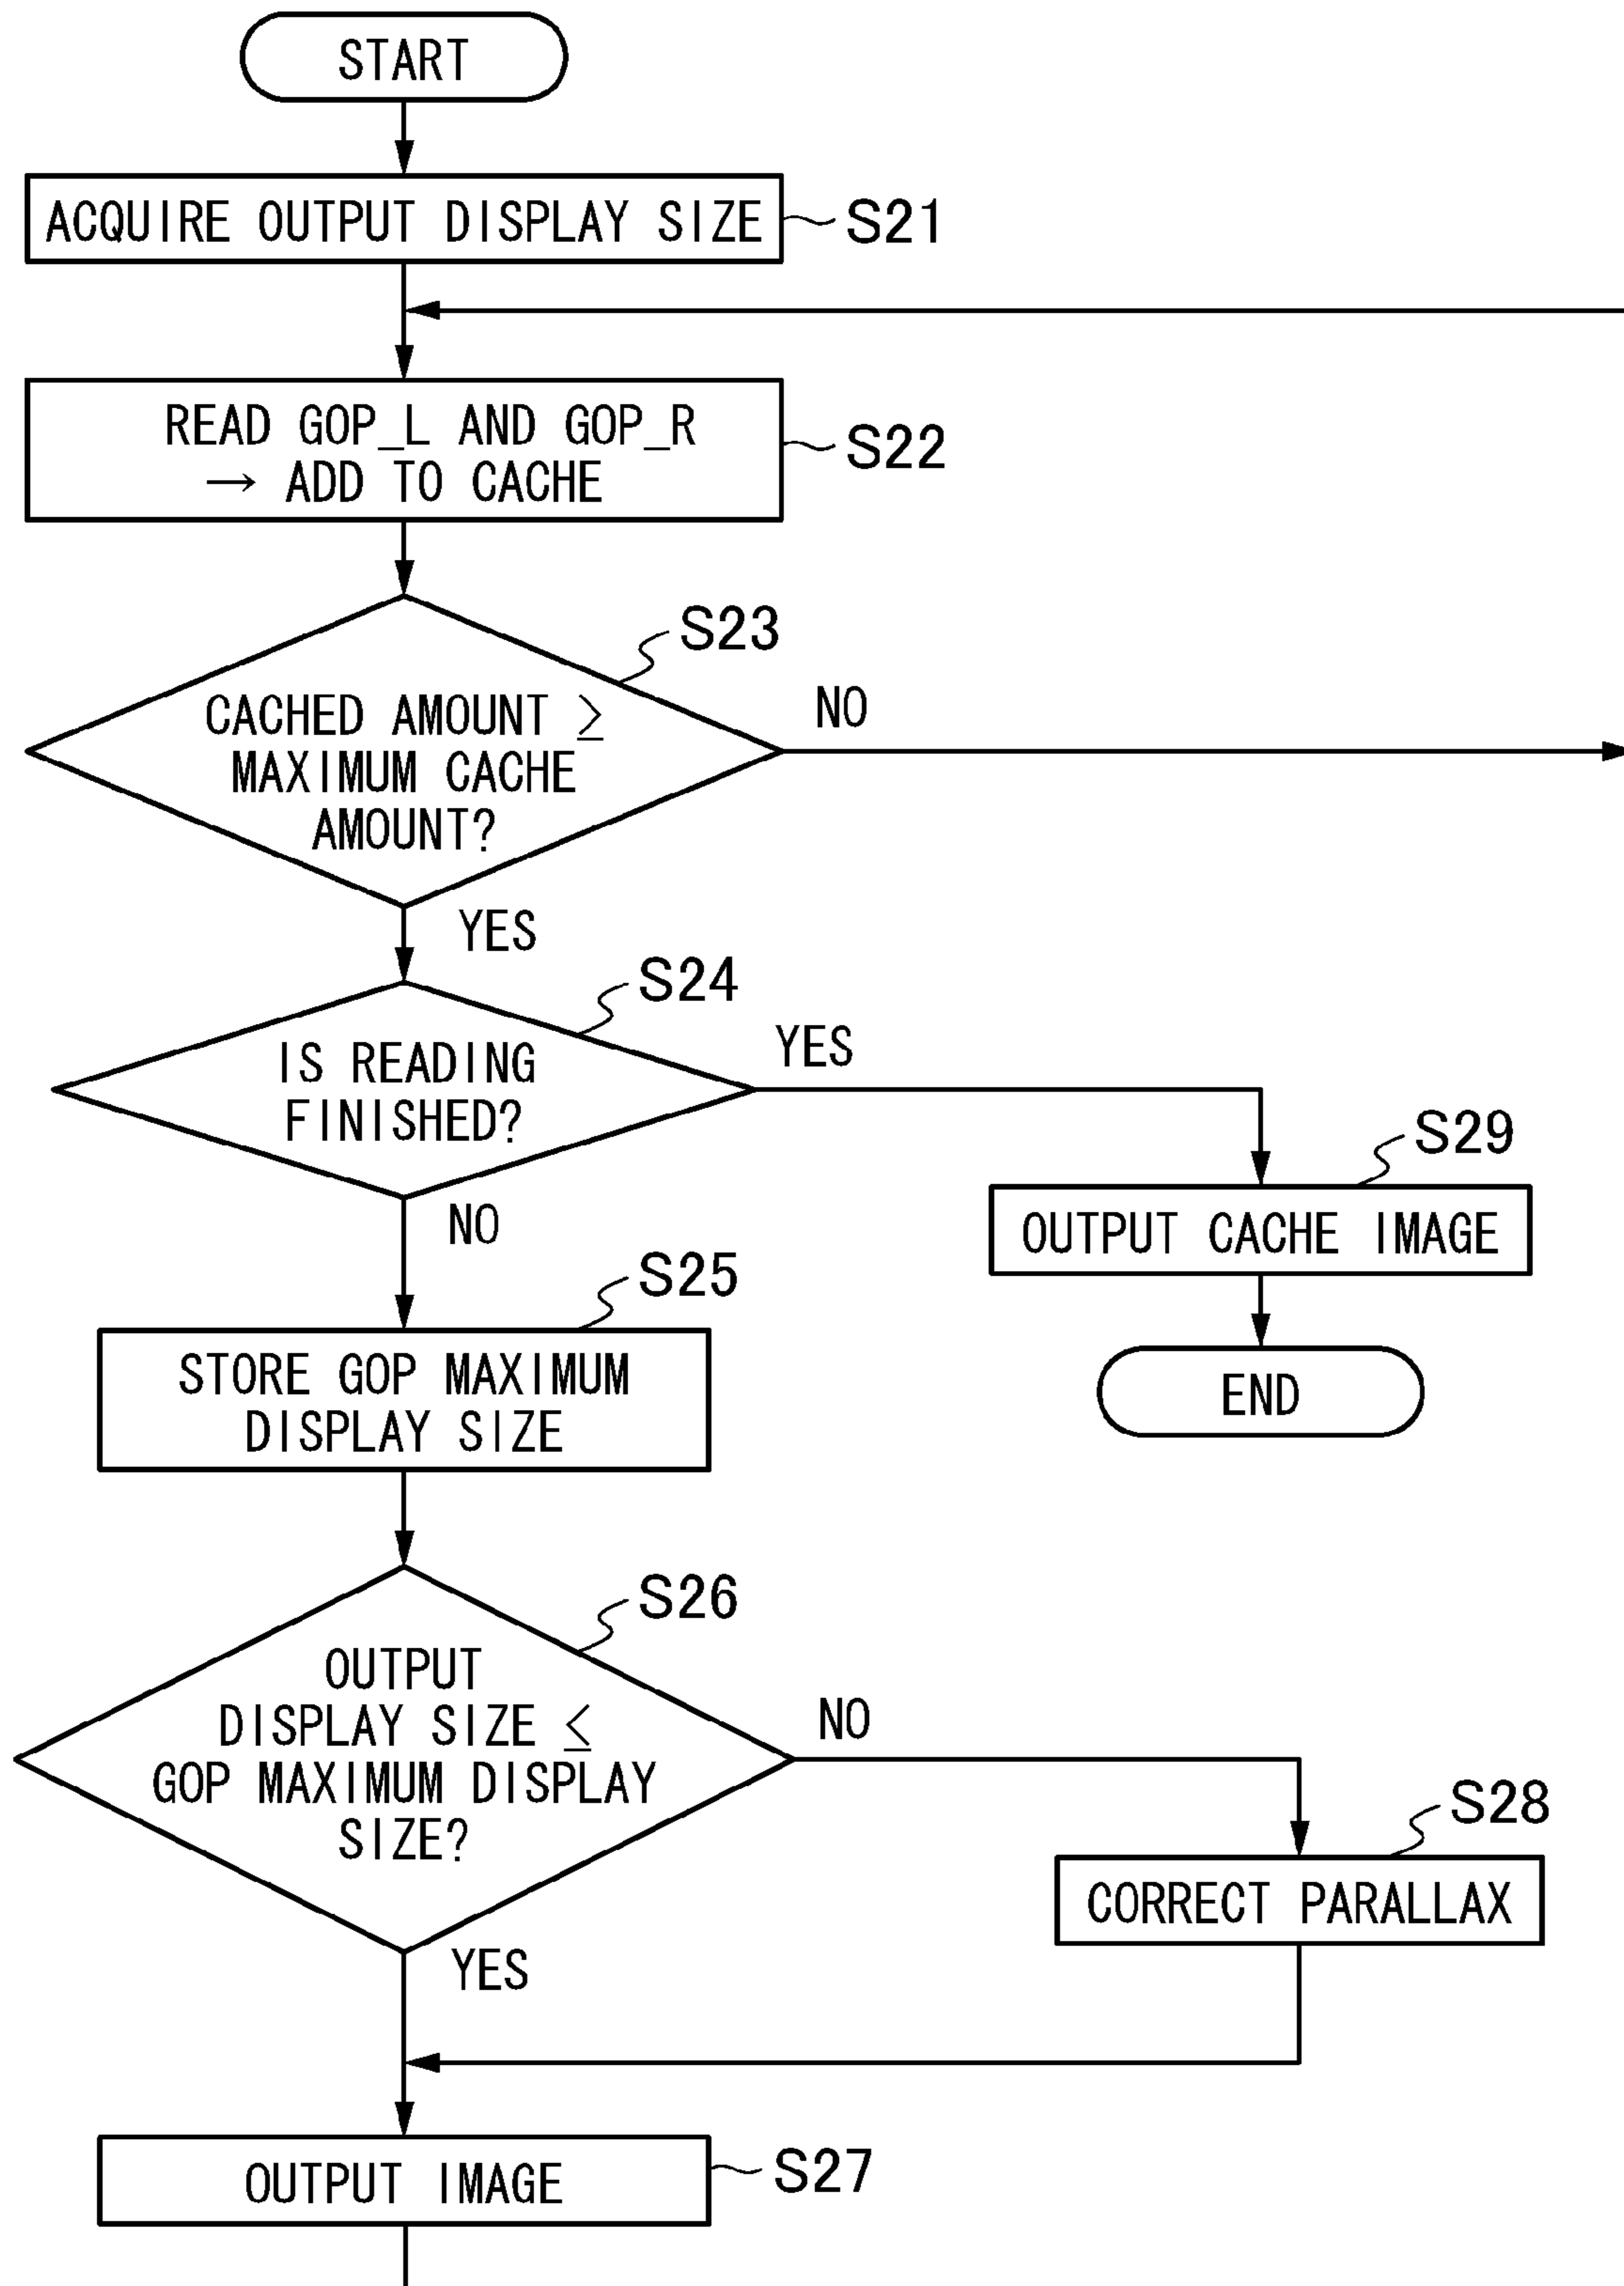 START
ACQUIRE OUTPUT DISPLAY SIZE
S21
READ GOP_L AND GOP_R
→ ADD TO CACHE
S22
S23
CACHED AMOUNT ≥
MAXIMUM CACHE
AMOUNT?
NO
YES
S24
IS READING
FINISHED?
YES
NO
S29
OUTPUT CACHE IMAGE
END
S25
STORE GOP MAXIMUM
DISPLAY SIZE
S26
OUTPUT
DISPLAY SIZE ≤
GOP MAXIMUM DISPLAY
SIZE?
NO
YES
S28
CORRECT PARALLAX
OUTPUT IMAGE
S27